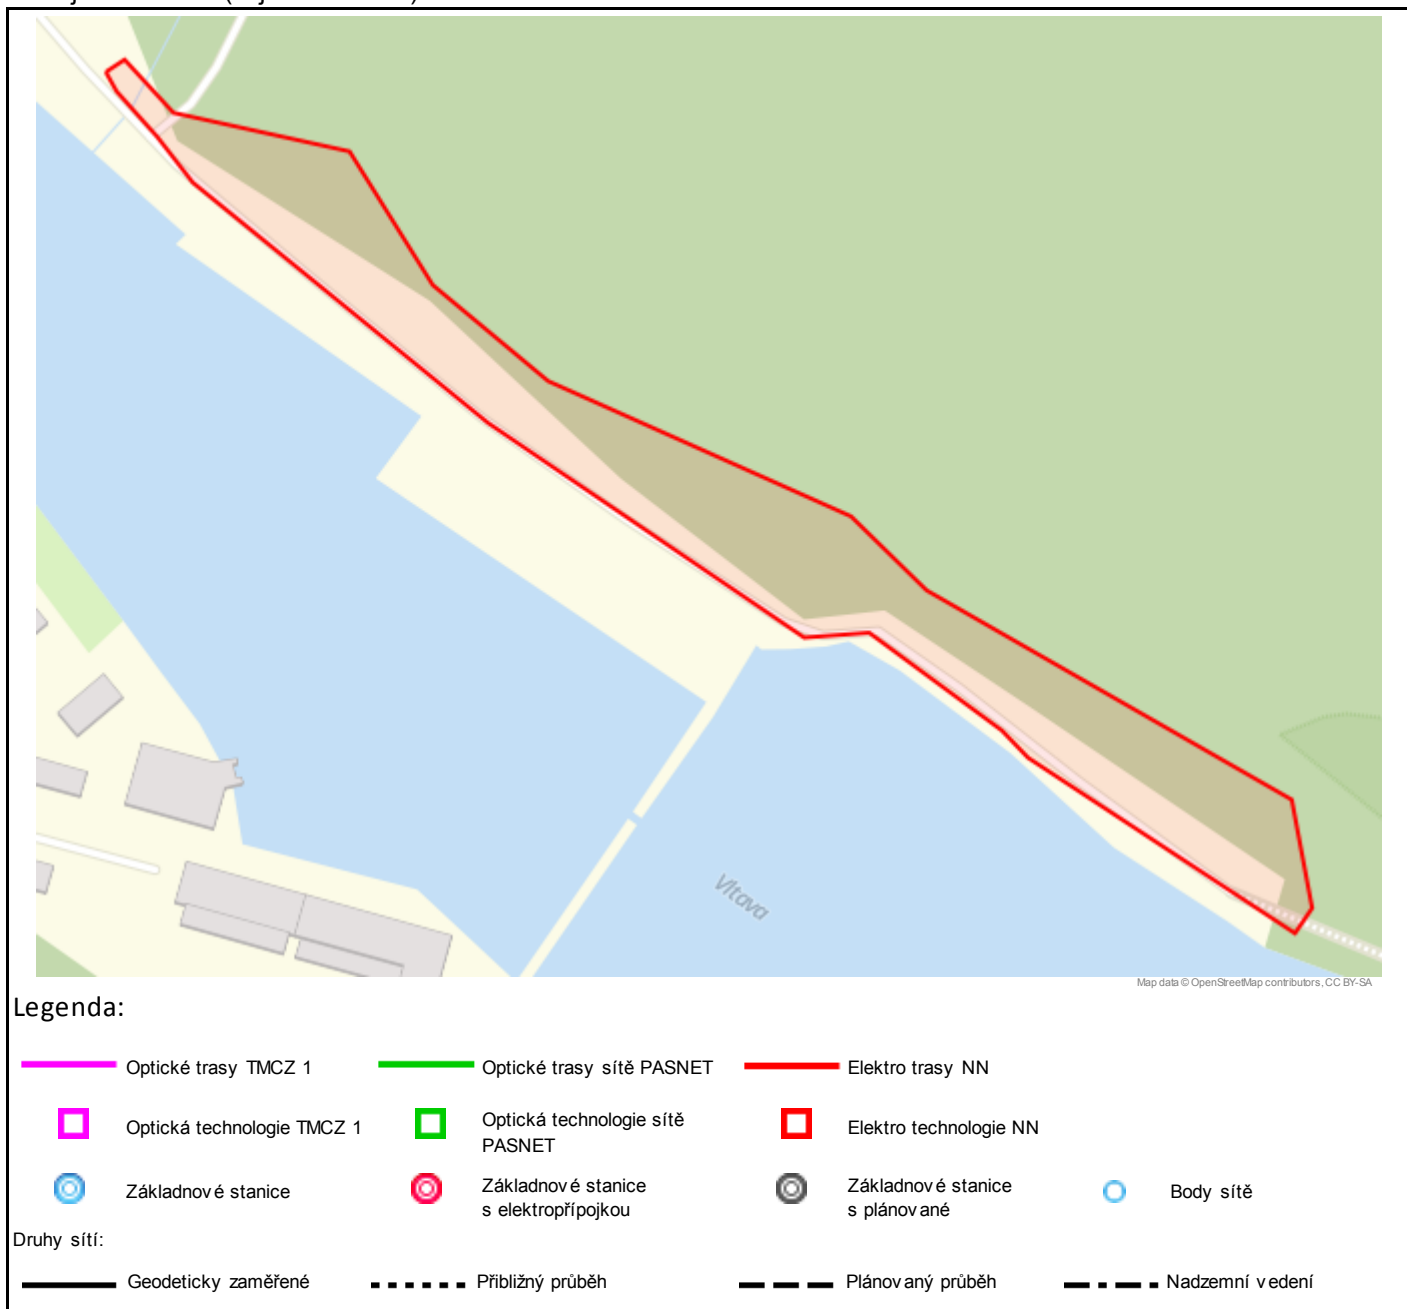 Vltava
Map data © OpenStreetMap contributors, CC BY-SA
Legenda:
Optické trasy TMCZ 1
Optické trasy sítě PASNET
Elektro trasy NN
Optická technologie TMCZ 1
Optická technologie sítě
PASNET
Elektro technologie NN
Základnové stanice
Základnové stanice
s elektropřípojkou
Základnové stanice
s plánované
Body sítě
Druhy sítí:
Geodeticky zaměřené
Přibližný průběh
Plánovaný průběh
Nadzemní vedení